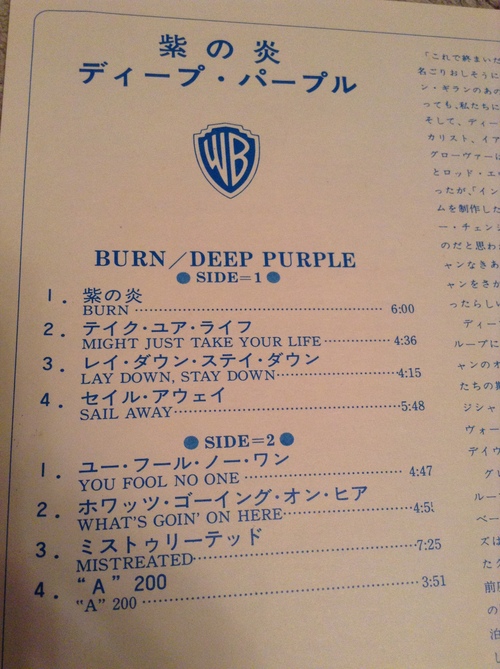 紫の炎
ディープ・パープル
WB
BURN／DEEP PURPLE
●SIDE=1●
1. 紫の炎
BURN 6:00
2. テイク・ユア・ライフ
MIGHT JUST TAKE YOUR LIFE 4:36
3. レイ・ダウン・ステイ・ダウン
LAY DOWN, STAY DOWN 4:15
4. セイル・アウェイ
SAIL AWAY 5:48
●SIDE=2●
1. ユー・フール・ノー・ワン
YOU FOOL NO ONE 4:47
2. ホワッツ・ゴーイング・オン・ヒア
WHAT'S GOIN' ON HERE
3. ミストゥリーテッド
MISTREATED 7:25
4. "A" 200
"A" 200 3:51
「これで終まいだ
名ごりおしそうに
ン・ギランのあの
っても、私たちに
そして、ディー
カリスト、イア
グローヴァーは
とロッド・エ
ったが、「イン
ムを制作した
ー・チェンジ
のだと思わ
ャンなきあ
ャンをさか
ったらしい
ディー
ループに
ャンのオ
たちの期
ジシャ
ヴォー
デイヴ
グレ
ルー
ベー
ズは
たク
前
の
泊
し